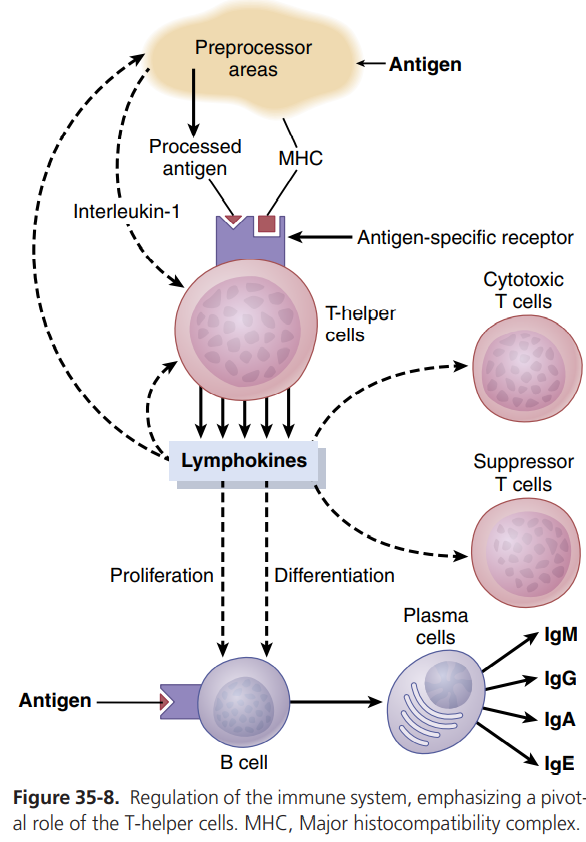 Preprocessor
areas
Antigen
Processed
antigen
MHC
Interleukin-1
Antigen-specific receptor
Cytotoxic
T cells
T-helper
cells
Lymphokines
Suppressor
T cells
Proliferation
Differentiation
Plasma
cells
IgM
IgG
Antigen
IgA
IgE
B cell
Figure 35-8. Regulation of the immune system, emphasizing a pivot-
al role of the T-helper cells. MHC, Major histocompatibility complex.